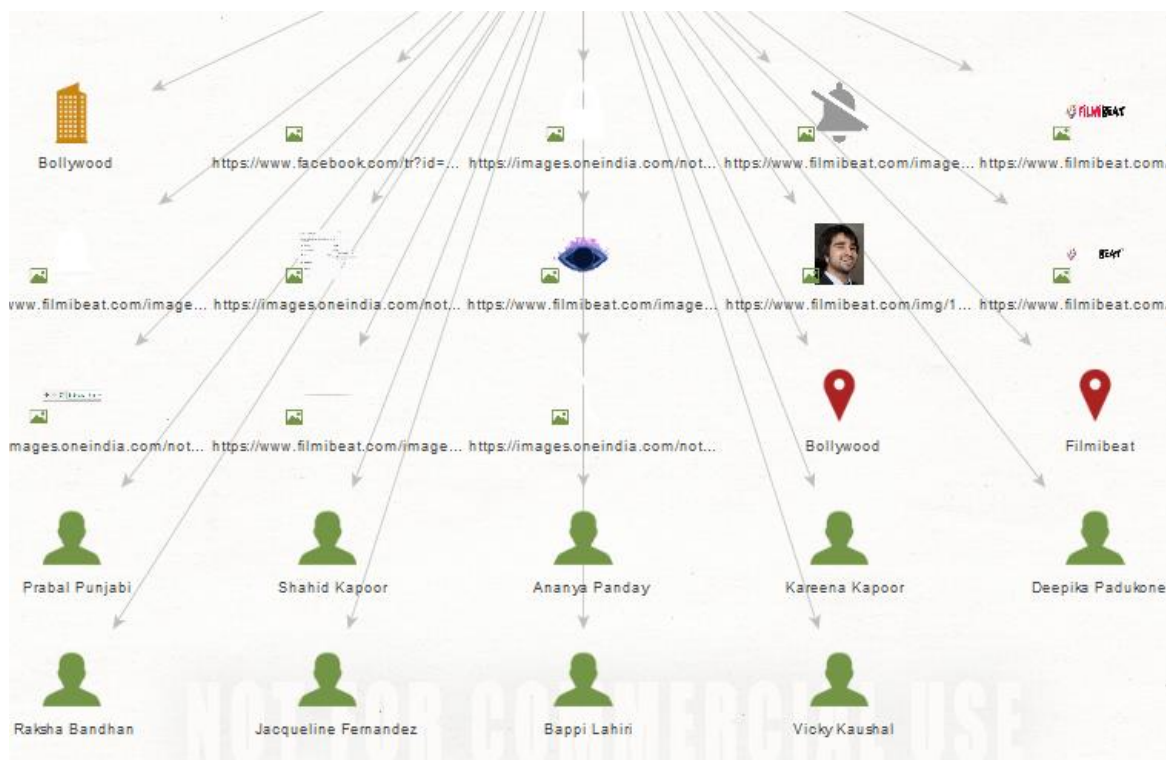 FILMIBEAT
Bollywood https://www.facebook.com/tr?id=... https://images.oneindia.com/not... https://www.filmibeat.com/image... https://www.filmibeat.com/
BEAT
ww.filmibeat.com/image... https://images.oneindia.com/not... https://www.filmibeat.com/image... https://www.filmibeat.com/img/1... https://www.filmibeat.com/
mages.oneindia.com/not... https://www.filmibeat.com/image... https://images.oneindia.com/not... Bollywood Filmibeat
Prabal Punjabi Shahid Kapoor Ananya Panday Kareena Kapoor Deepika Padukone
Raksha Bandhan Jacqueline Fernandez Bappi Lahiri Vicky Kaushal
NOT FOR COMMERCIAL USE